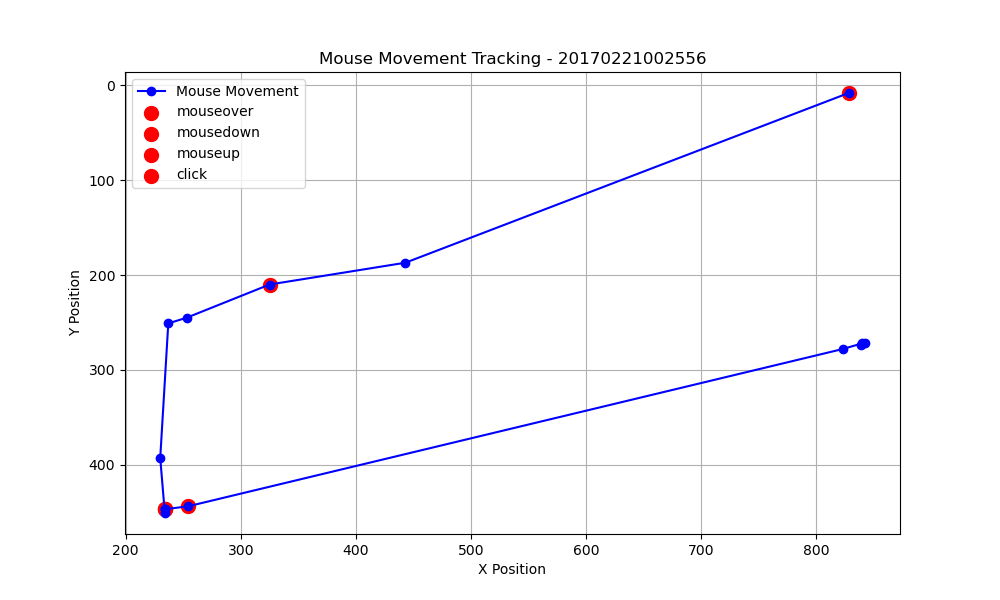 Mouse Movement Tracking - 20170221002556
Mouse Movement
mouseover
mousedown
mouseup
click
Y Position
0
100
200
300
400
200 300 400 500 600 700 800
X Position